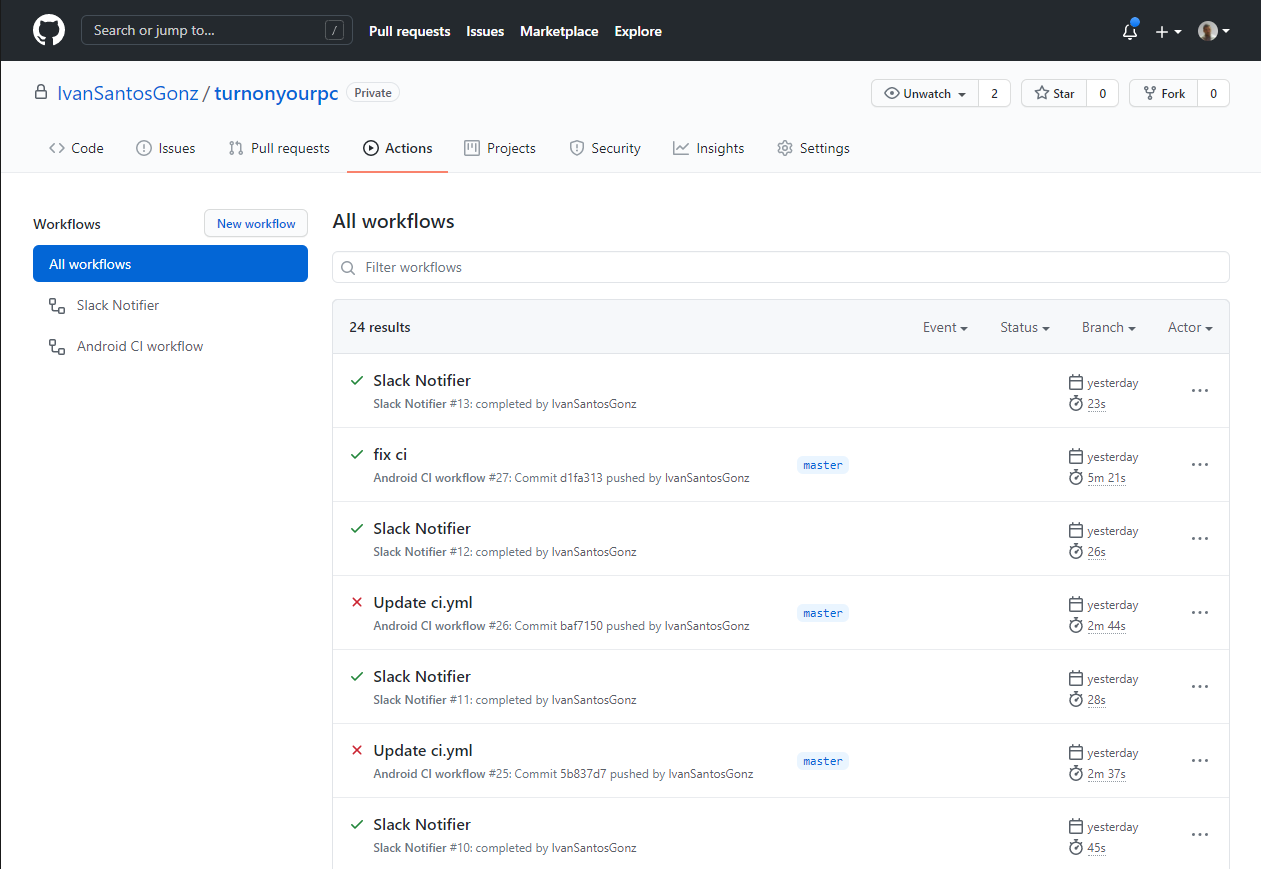 Search or jump to... /
Pull requests Issues Marketplace Explore
IvanSantosGonz / turnonyourpc Private
Unwatch 2 Star 0 Fork 0
Code Issues Pull requests Actions Projects Security Insights Settings
Workflows New workflow
All workflows
Slack Notifier
Android CI workflow
All workflows
Filter workflows
24 results Event Status Branch Actor
Slack Notifier yesterday
Slack Notifier #13: completed by IvanSantosGonz 23s
fix ci master yesterday
Android CI workflow #27: Commit d1fa313 pushed by IvanSantosGonz 5m 21s
Slack Notifier yesterday
Slack Notifier #12: completed by IvanSantosGonz 26s
Update ci.yml master yesterday
Android CI workflow #26: Commit baf7150 pushed by IvanSantosGonz 2m 44s
Slack Notifier yesterday
Slack Notifier #11: completed by IvanSantosGonz 28s
Update ci.yml master yesterday
Android CI workflow #25: Commit 5b837d7 pushed by IvanSantosGonz 2m 37s
Slack Notifier yesterday
Slack Notifier #10: completed by IvanSantosGonz 45s